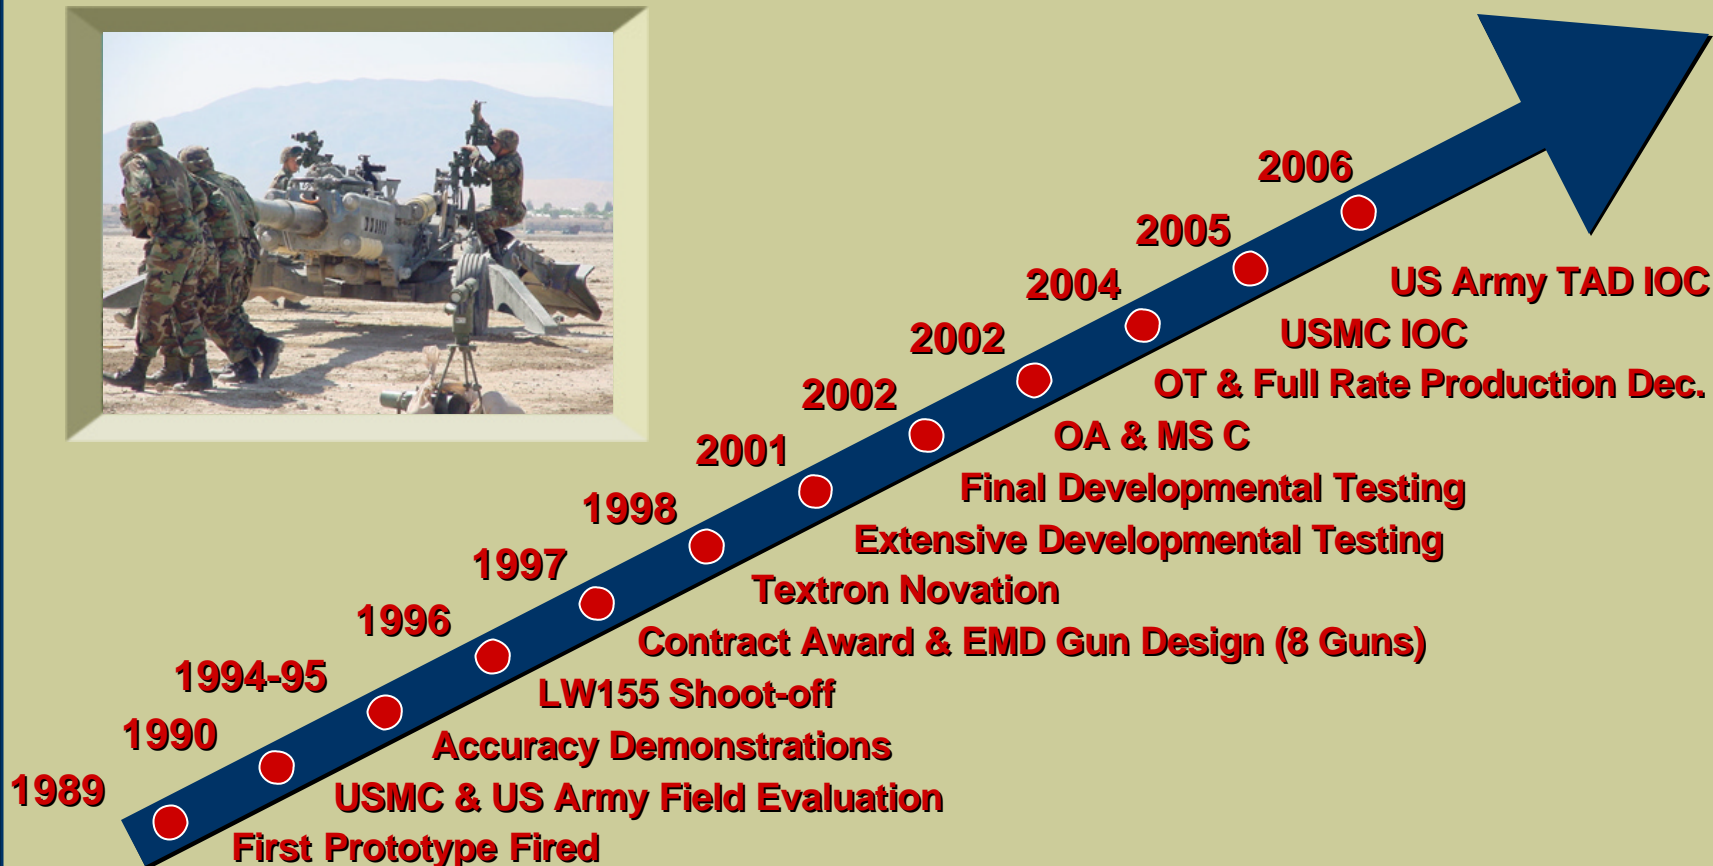 2006
2005
US Army TAD IOC
2004
USMC IOC
2002
OT & Full Rate Production Dec.
2002
OA & MS C
2001
Final Developmental Testing
1998
Extensive Developmental Testing
1997
Textron Novation
1996
Contract Award & EMD Gun Design (8 Guns)
1994-95
LW155 Shoot-off
1990
Accuracy Demonstrations
1989
USMC & US Army Field Evaluation
First Prototype Fired